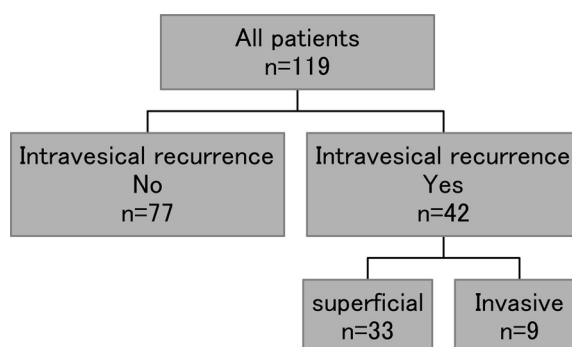 All patients
n=119
Intravesical recurrence
No
n=77
Intravesical recurrence
Yes
n=42
superficial
n=33
Invasive
n=9